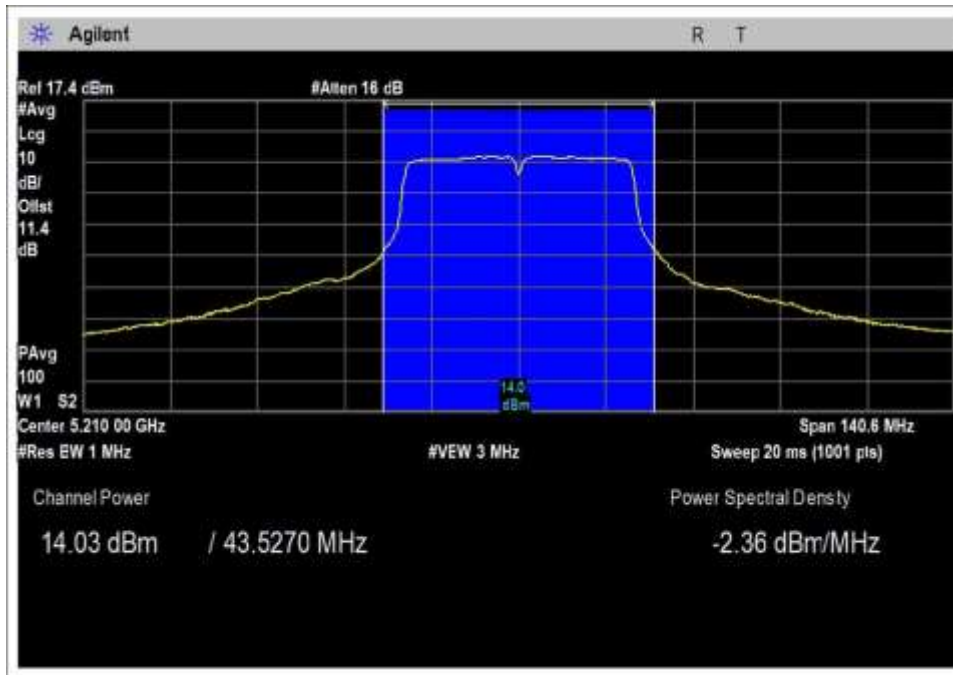 Agilent R T
Ref 17.4 dBm #Atten 16 dB
#Avg
Log
10
dB/
Offst
11.4
dB
PAvg
100
W1 S2
14.0
dBm
Center 5.210 00 GHz Span 140.6 MHz
#Res BW 1 MHz #VBW 3 MHz Sweep 20 ms (1001 pts)
Channel Power Power Spectral Density
14.03 dBm / 43.5270 MHz -2.36 dBm/MHz